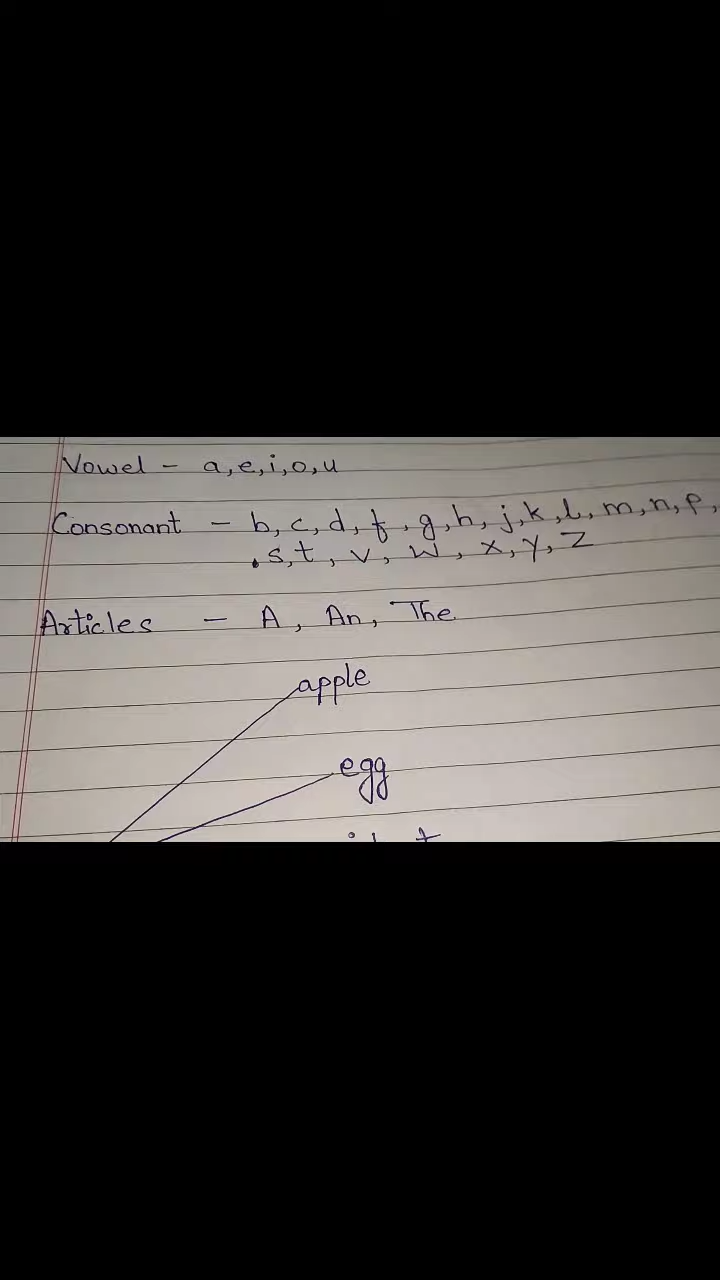 Vowel - a, e, i, o, u
Consonant - b, c, d, f, g, h, j, k, l, m, n, p,
s, t, v, w, x, y, z
Articles - A, An, The
apple
egg